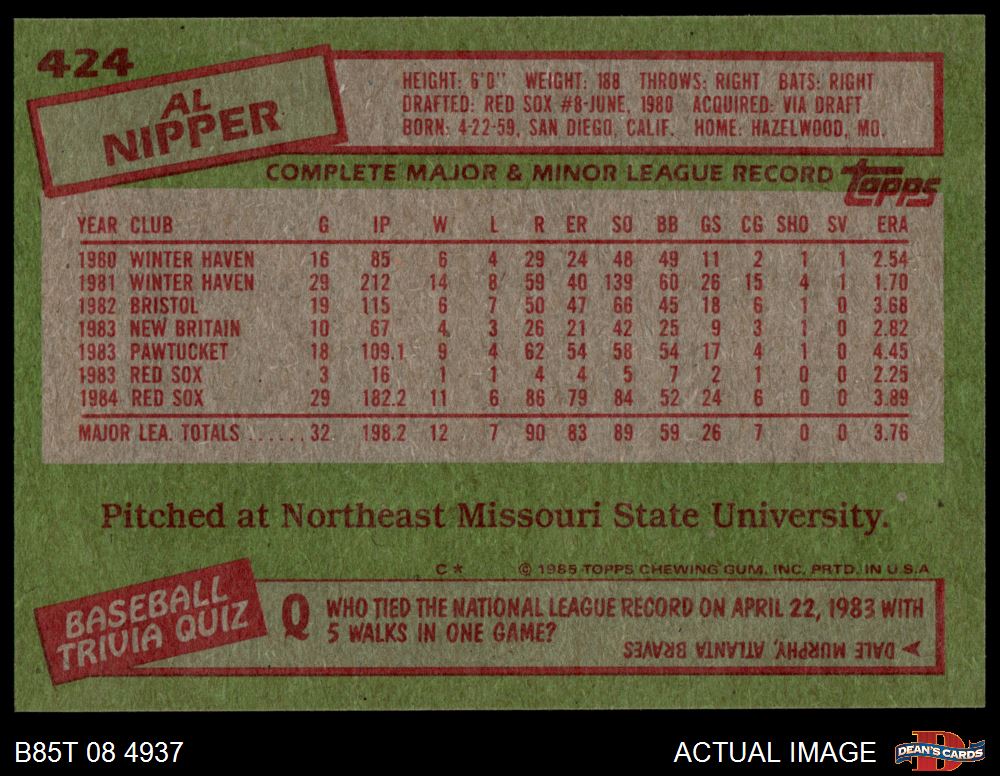 424
AL
NIPPER
HEIGHT: 6'0" WEIGHT: 188 THROWS: RIGHT BATS: RIGHT
DRAFTED: RED SOX #8-JUNE, 1980 ACQUIRED: VIA DRAFT
BORN: 4-22-59, SAN DIEGO, CALIF. HOME: HAZELWOOD, MO.
COMPLETE MAJOR & MINOR LEAGUE RECORD topps
YEAR CLUB G IP W L R ER SO BB GS CG SHO SV ERA
1980 WINTER HAVEN 16 85 6 4 29 24 48 49 11 2 1 1 2.54
1981 WINTER HAVEN 29 212 14 8 59 40 139 60 26 15 4 1 1.70
1982 BRISTOL 19 115 6 7 50 47 66 45 18 6 1 0 3.68
1983 NEW BRITAIN 10 67 4 3 26 21 42 25 9 3 1 0 2.82
1983 PAWTUCKET 18 109.1 9 4 62 54 58 54 17 4 1 0 4.45
1983 RED SOX 3 16 1 1 4 4 5 7 2 1 0 0 2.25
1984 RED SOX 29 182.2 11 6 86 79 84 52 24 6 0 0 3.89
MAJOR LEA. TOTALS ...... 32 198.2 12 7 90 83 89 59 26 7 0 0 3.76
Pitched at Northeast Missouri State University.
C* © 1985 TOPPS CHEWING GUM, INC. PRTD. IN U.S.A
BASEBALL
TRIVIA QUIZ
Q WHO TIED THE NATIONAL LEAGUE RECORD ON APRIL 22, 1983 WITH
5 WALKS IN ONE GAME?
DALE MURPHY, ATLANTA BRAVES
B85T 08 4937
ACTUAL IMAGE
D
DEAN'S CARDS